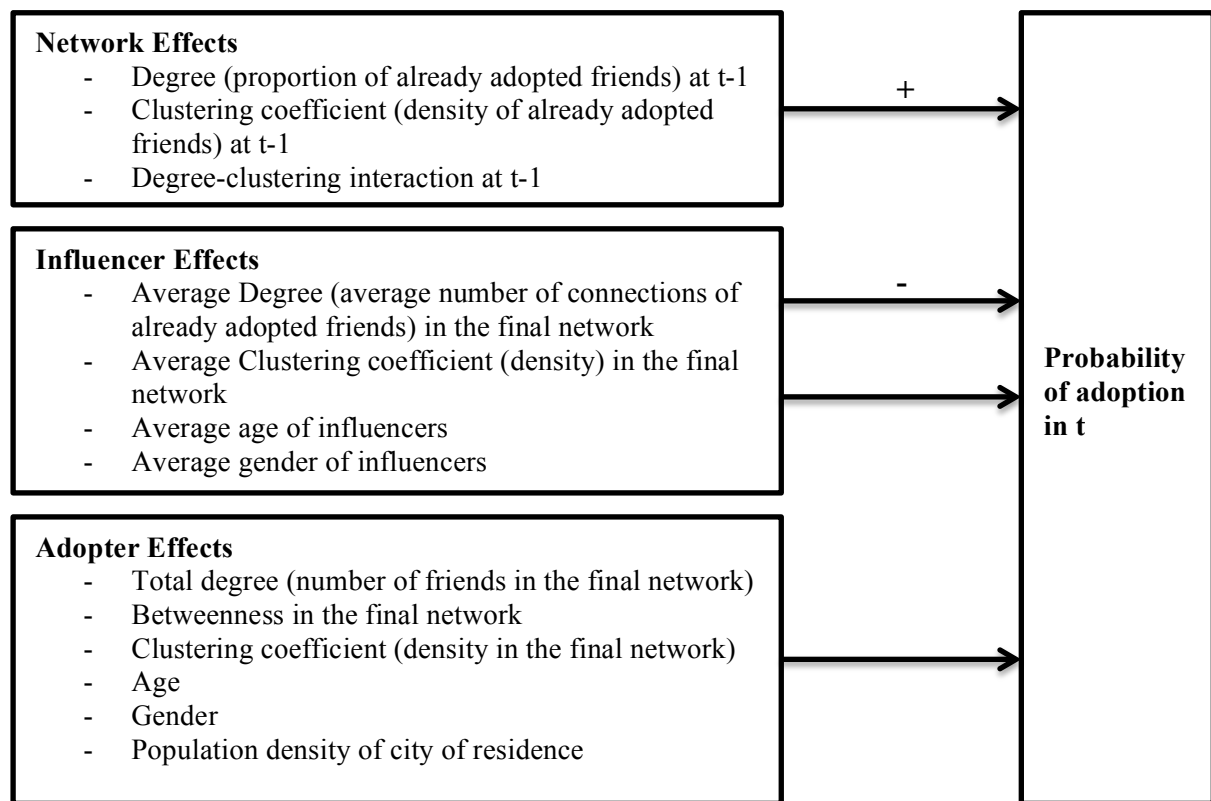 Network Effects
- Degree (proportion of already adopted friends) at t-1
- Clustering coefficient (density of already adopted
friends) at t-1
- Degree-clustering interaction at t-1
+
Influencer Effects
- Average Degree (average number of connections of
already adopted friends) in the final network
- Average Clustering coefficient (density) in the final
network
- Average age of influencers
- Average gender of influencers
-
Adopter Effects
- Total degree (number of friends in the final network)
- Betweenness in the final network
- Clustering coefficient (density in the final network)
- Age
- Gender
- Population density of city of residence
Probability
of adoption
in t